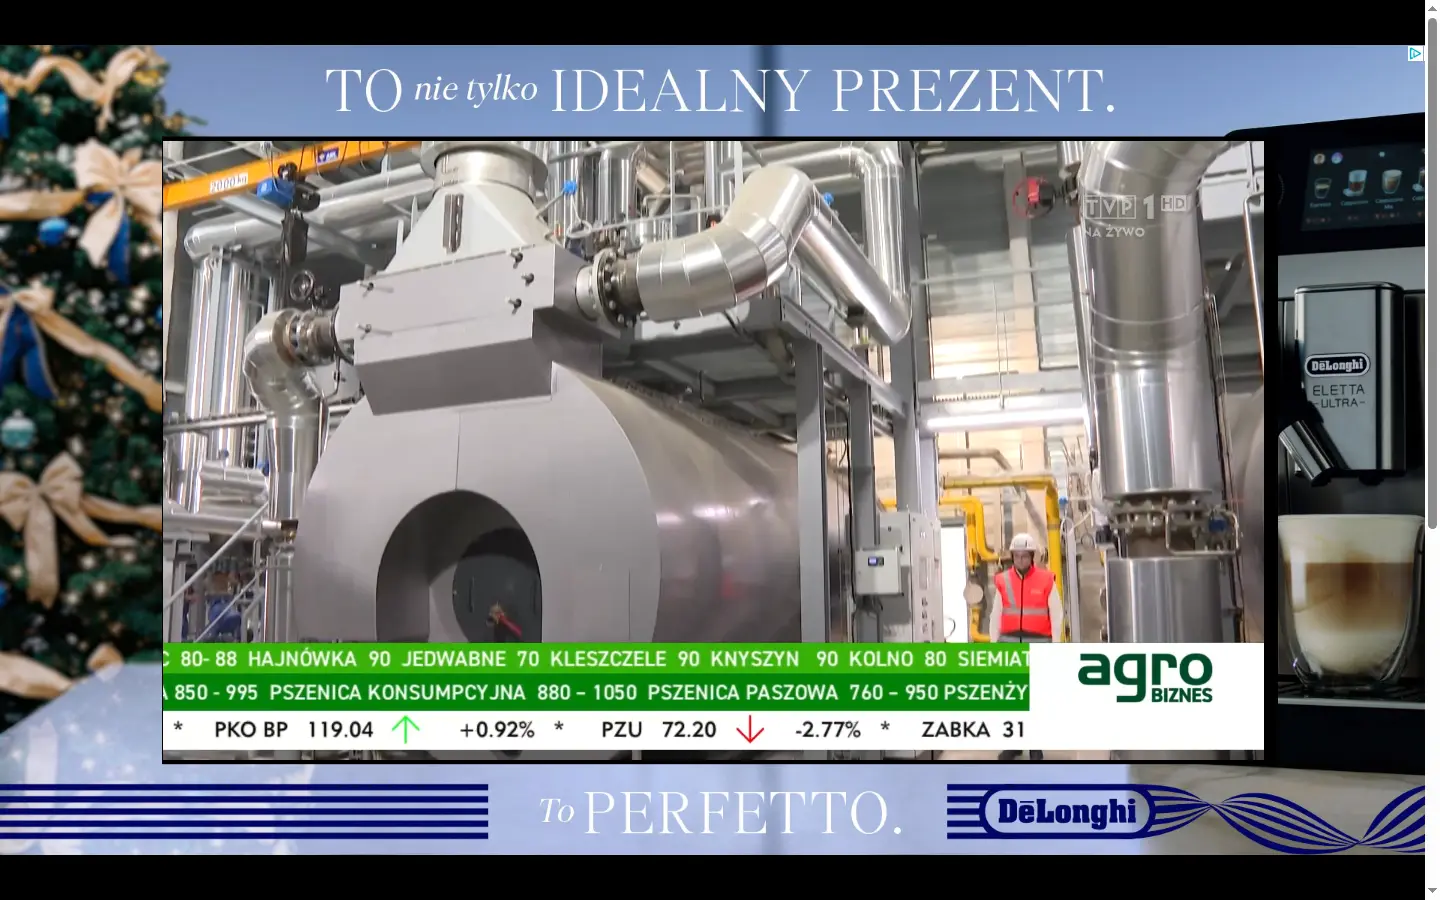 TO nie tylko IDEALNY PREZENT.
2000 kg
TVP 1 HD
NA ŻYWO
DeLonghi
ELETTA
-ULTRA-
80-88 HAJNÓWKA 90 JEDWABNE 70 KLESZCZELE 90 KNYSZYN 90 KOLNO 80 SIEMIAT
850 - 995 PSZENICA KONSUMPCYJNA 880 – 1050 PSZENICA PASZOWA 760 – 950 PSZENŻY
* PKO BP 119.04 +0.92% * PZU 72.20 -2.77% * ZABKA 31
agro
BIZNES
To PERFETTO.
DēLonghi